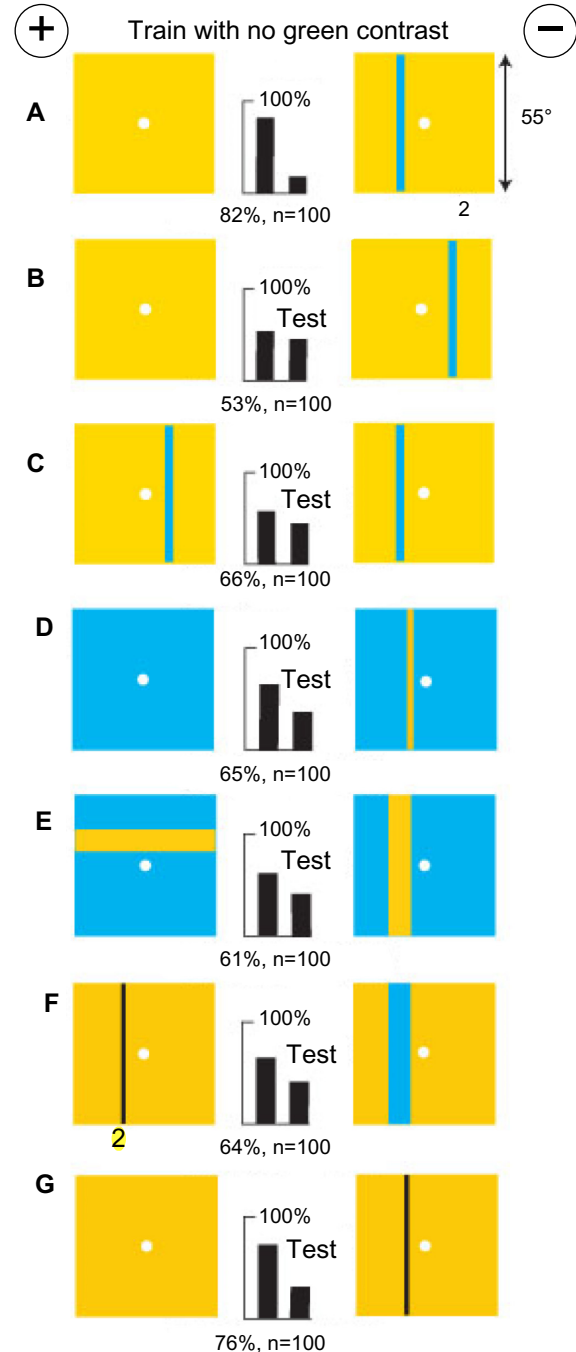 + Train with no green contrast −
A 100% 55°
82%, n=100 2
B 100%
Test
53%, n=100
C 100%
Test
66%, n=100
D 100%
Test
65%, n=100
E 100%
Test
61%, n=100
F 100%
Test
2 64%, n=100
G 100%
Test
76%, n=100